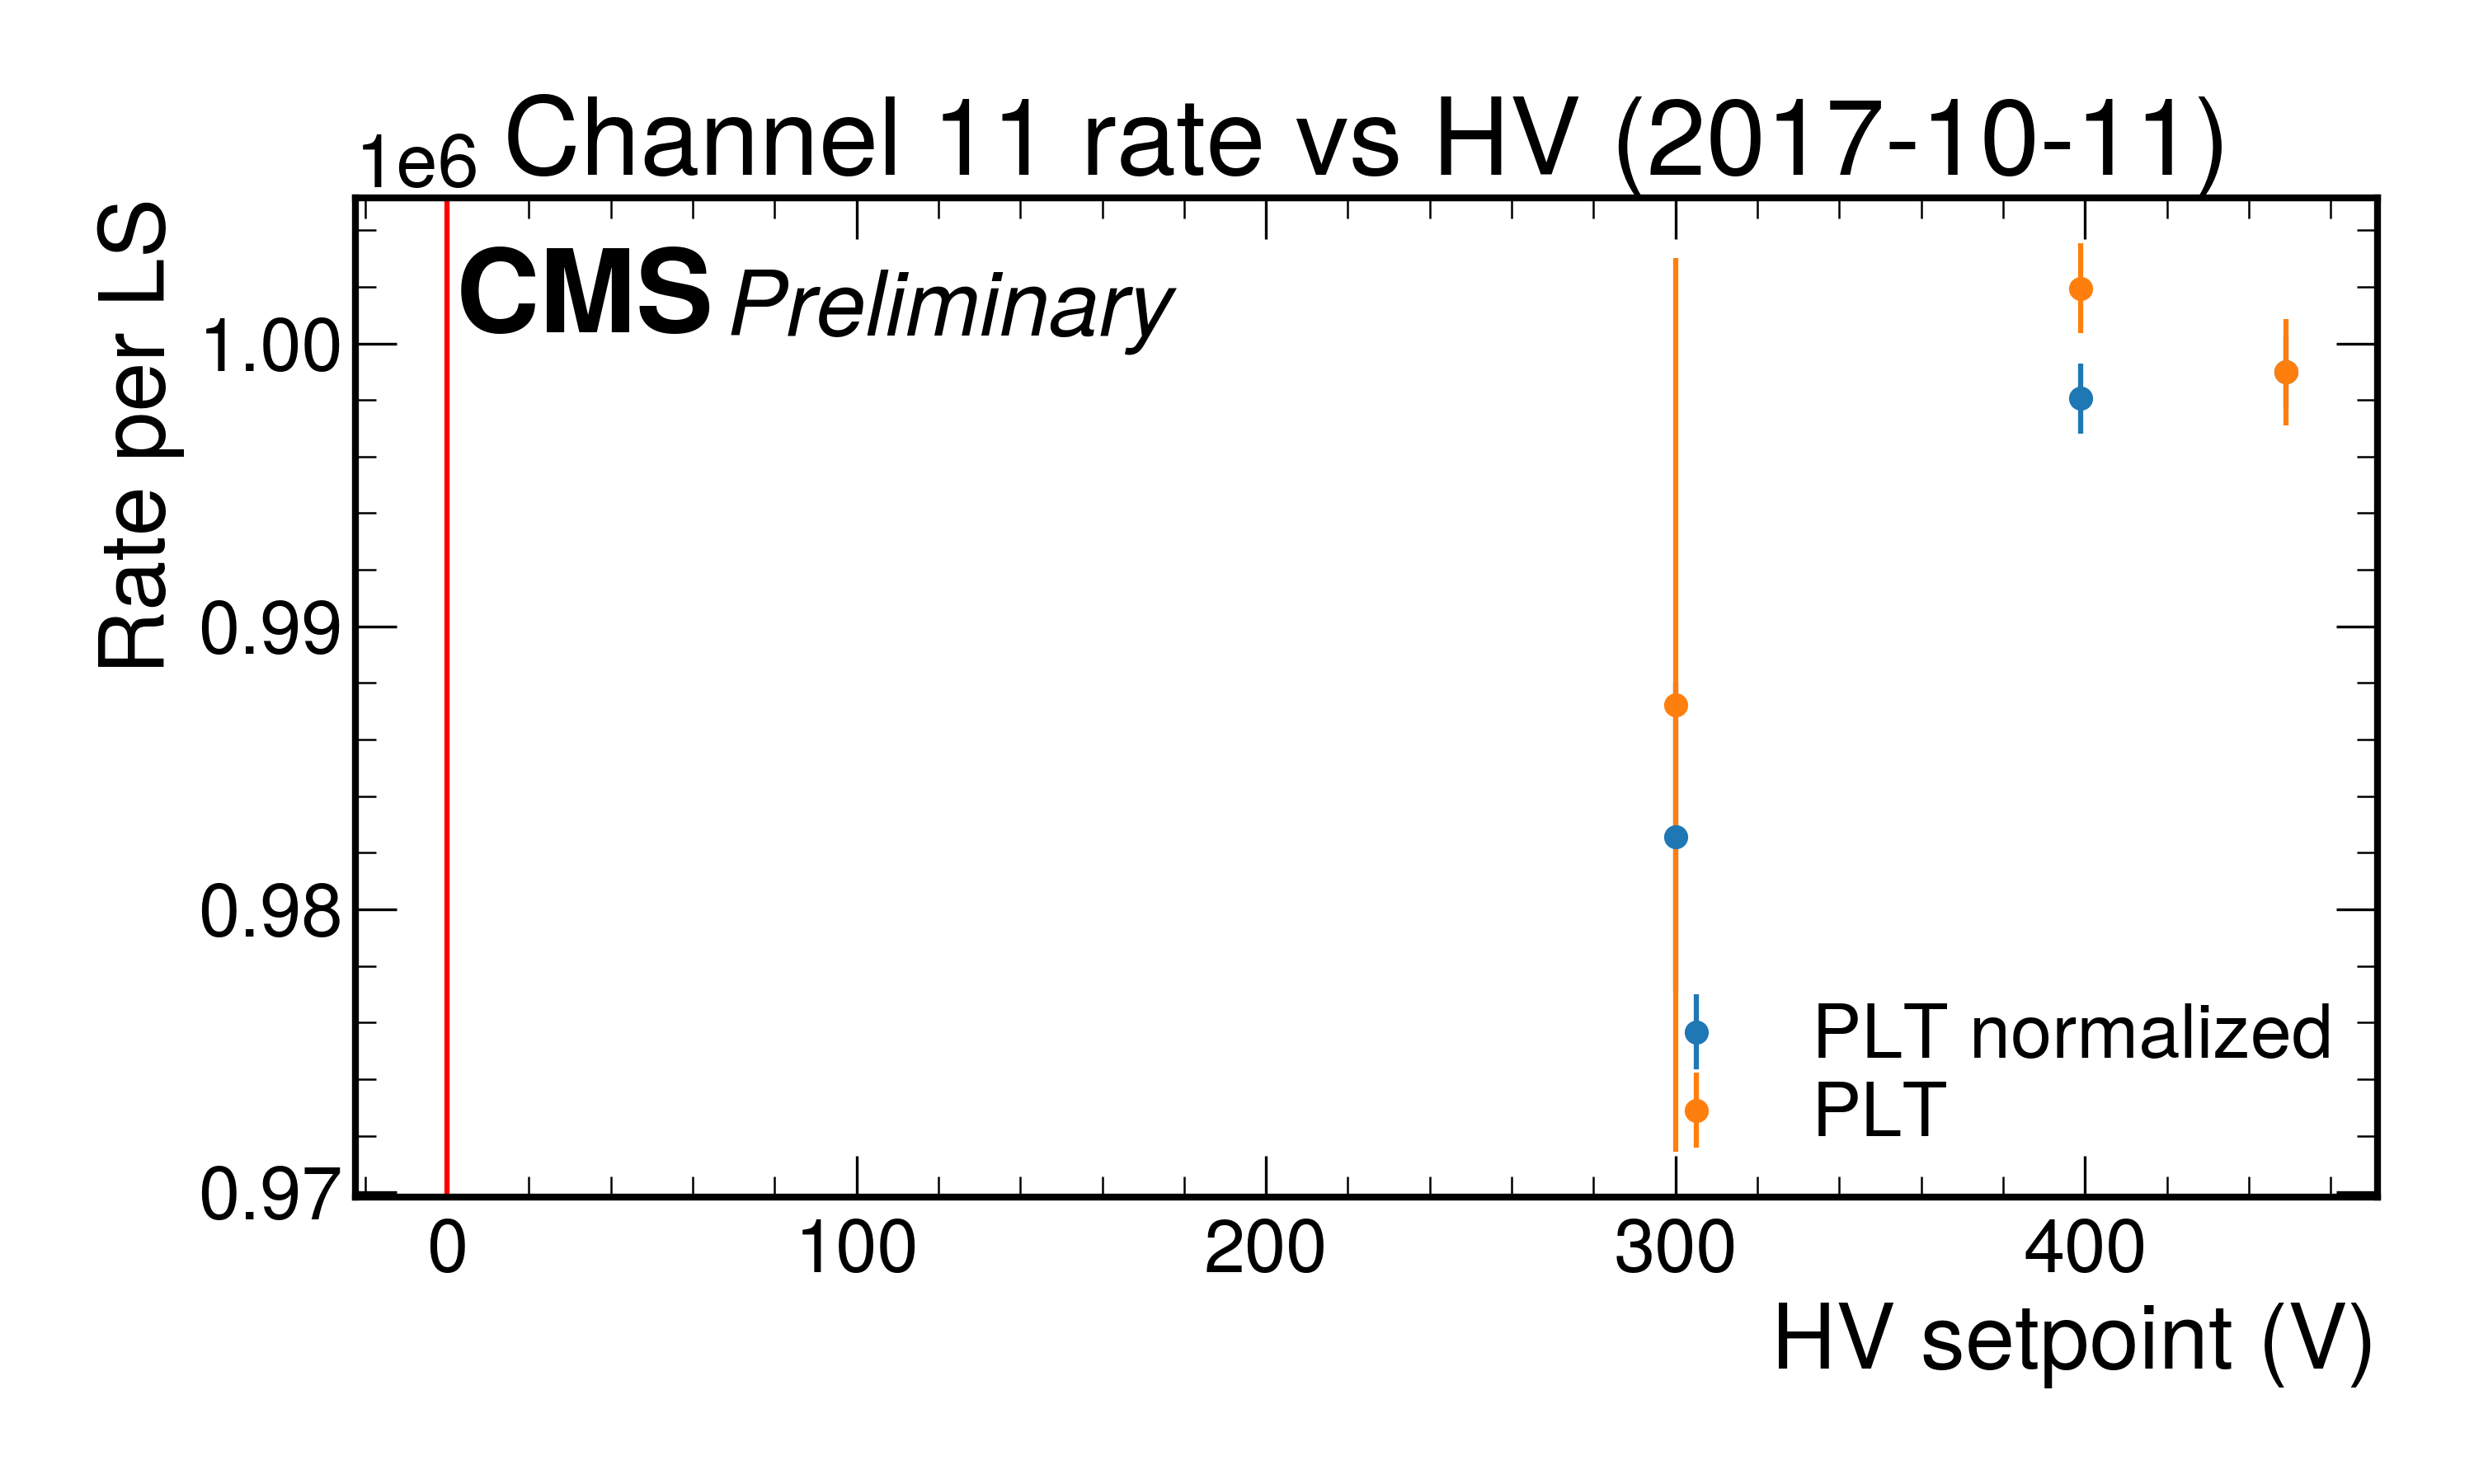 Channel 11 rate vs HV (2017-10-11)
1e6
Rate per LS
CMS Preliminary
1.00
0.99
0.98
0.97
PLT normalized
PLT
0 100 200 300 400
HV setpoint (V)